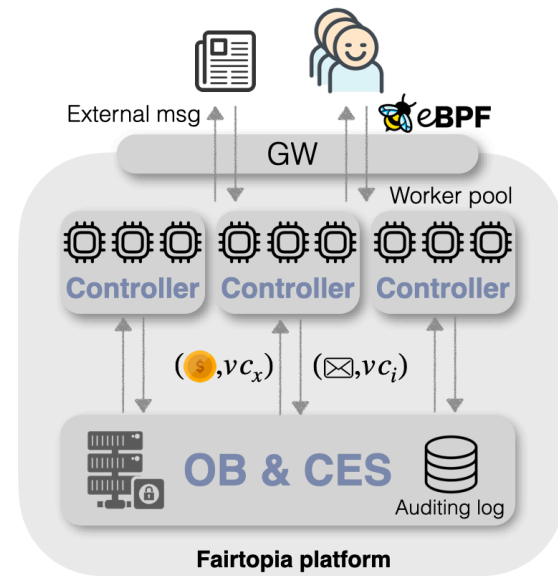 External msg
eBPF
GW
Worker pool
Controller Controller Controller
($,vcₓ) (✉,vcᵢ)
OB & CES
Auditing log
Fairtopia platform